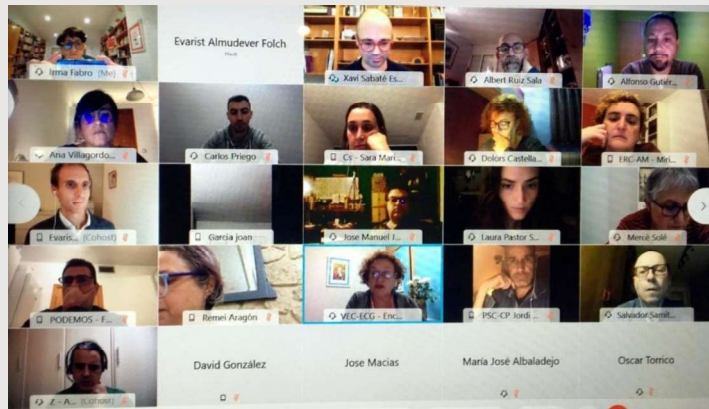 Irma Fabro (Me)
Evarist Almudever Folch
Xavi Sabaté Es...
Albert Ruiz Sala
Alfonso Gutiér...
Ana Villagordo...
Carlos Priego
Cs - Sara Mari...
Dolors Castella...
ERC-AM - Miri...
Evaris... (Cohost)
Garcia joan
Jose Manuel J...
Laura Pastor S...
Mercè Solé
PODEMOS - F...
Remei Aragón
VEC-ECG - Enc...
PSC-CP Jordi ...
Salvador Samit...
Z - A... (Cohost)
David González
Jose Macias
María José Albaladejo
Oscar Torrico